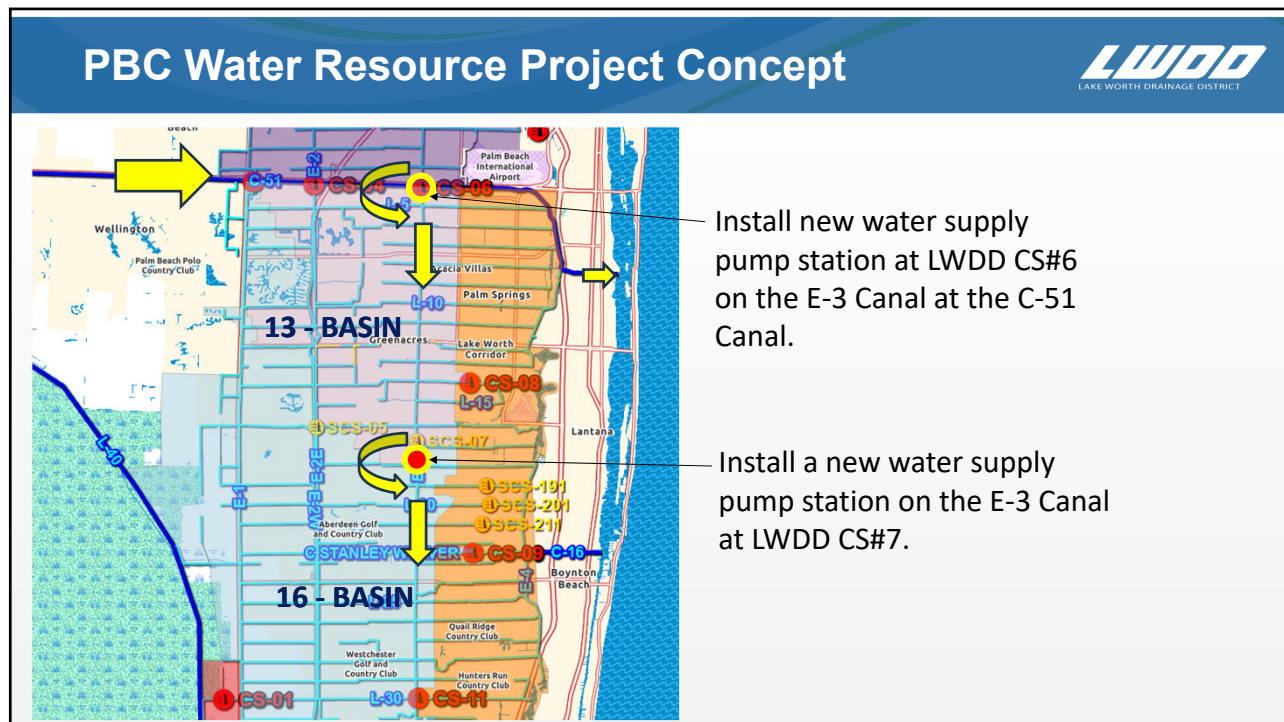 PBC Water Resource Project Concept
LWDD
LAKE WORTH DRAINAGE DISTRICT
Beach
E-2
Palm Beach
International
Airport
C-51
CS-06
L-5
Wellington
Palm Beach Polo
Country Club
Acacia Villas
Palm Springs
L-10
13 - BASIN
Greenacres
Lake Worth
Corridor
CS-08
L-15
L-40
SCS-05
SCS-07
Lantana
E-1
E-2W
E-2E
SCS-191
SCS-201
SCS-211
Aberdeen Golf
and Country Club
CS-09
C-16
E-4
Boynton
Beach
16 - BASIN
Quail Ridge
Country Club
Westchester
Golf and
Country Club
Hunters Run
Country Club
CS-01
L-30
CS-11
Install new water supply
pump station at LWDD CS#6
on the E-3 Canal at the C-51
Canal.
Install a new water supply
pump station on the E-3 Canal
at LWDD CS#7.